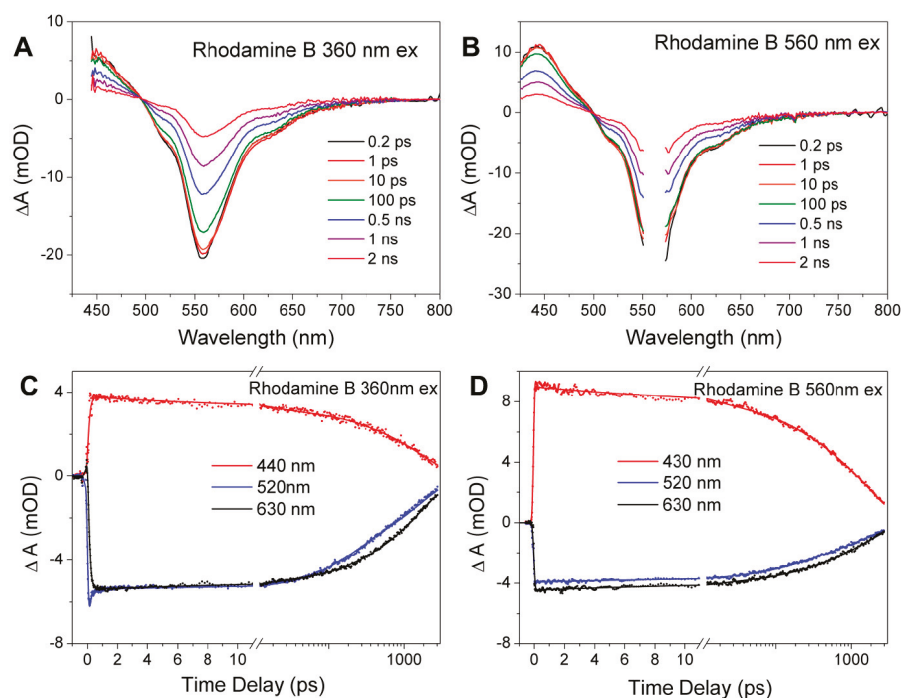 A
Rhodamine B 360 nm ex
ΔA (mOD)
0
-10
-20
0.2 ps
1 ps
10 ps
100 ps
0.5 ns
1 ns
2 ns
450 500 550 600 650 700 750 800
Wavelength (nm)
B
Rhodamine B 560 nm ex
ΔA (mOD)
10
0
-10
-20
-30
0.2 ps
1 ps
10 ps
100 ps
0.5 ns
1 ns
2 ns
450 500 550 600 650 700 750 800
Wavelength (nm)
C
Rhodamine B 360nm ex
Δ A (mOD)
4
0
-4
-8
440 nm
520nm
630 nm
0 2 4 6 8 10 1000
Time Delay (ps)
D
Rhodamine B 560nm ex
Δ A (mOD)
8
4
0
-4
-8
430 nm
520 nm
630 nm
0 2 4 6 8 10 1000
Time Delay (ps)